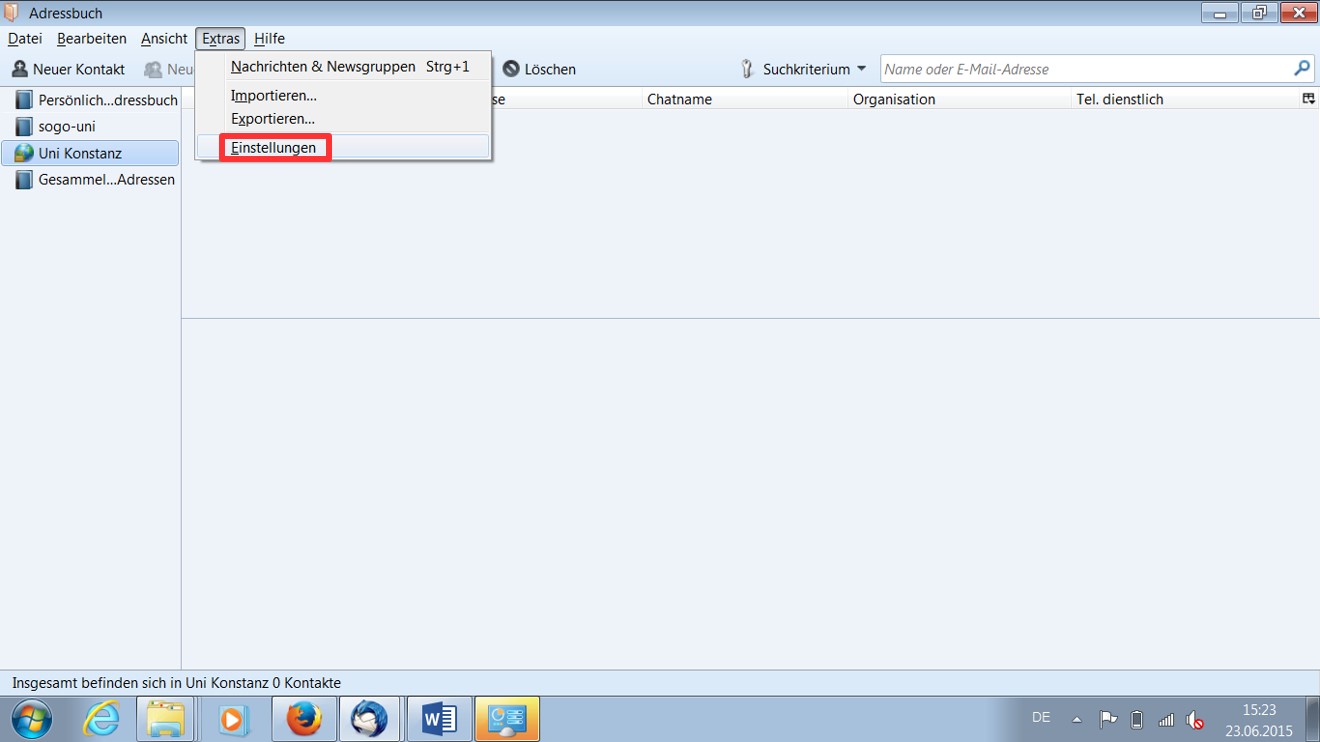 Adressbuch
Datei Bearbeiten Ansicht Extras Hilfe
Neuer Kontakt Neu Löschen Suchkriterium Name oder E-Mail-Adresse
Nachrichten & Newsgruppen Strg+1
Importieren...
Exportieren...
Einstellungen
se Chatname Organisation Tel. dienstlich
Persönlich...dressbuch
sogo-uni
Uni Konstanz
Gesammel...Adressen
Insgesamt befinden sich in Uni Konstanz 0 Kontakte
DE 15:23
23.06.2015